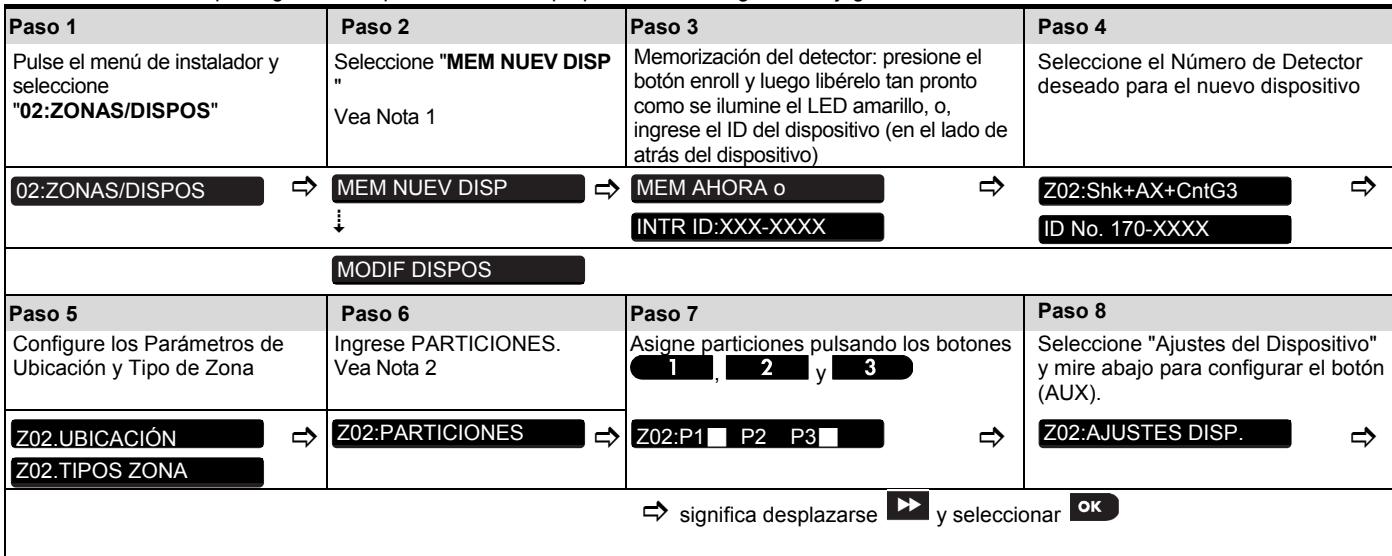 Paso 1
Pulse el menú de instalador y
seleccione
"02:ZONAS/DISPOS"
02:ZONAS/DISPOS
Paso 2
Seleccione "MEM NUEV DISP
"
Vea Nota 1
MEM NUEV DISP
MODIF DISPOS
Paso 3
Memorización del detector: presione el
botón enroll y luego libérelo tan pronto
como se ilumine el LED amarillo, o,
ingrese el ID del dispositivo (en el lado de
atrás del dispositivo)
MEM AHORA o
INTR ID:XXX-XXXX
Paso 4
Seleccione el Número de Detector
deseado para el nuevo dispositivo
Z02:Shk+AX+CntG3
ID No. 170-XXXX
Paso 5
Configure los Parámetros de
Ubicación y Tipo de Zona
Z02.UBICACIÓN
Z02.TIPOS ZONA
Paso 6
Ingrese PARTICIONES.
Vea Nota 2
Z02:PARTICIONES
Paso 7
Asigne particiones pulsando los botones
1 , 2 y 3
Z02:P1 P2 P3
Paso 8
Seleccione "Ajustes del Dispositivo"
y mire abajo para configurar el botón
(AUX).
Z02:AJUSTES DISP.
significa desplazarse y seleccionar OK